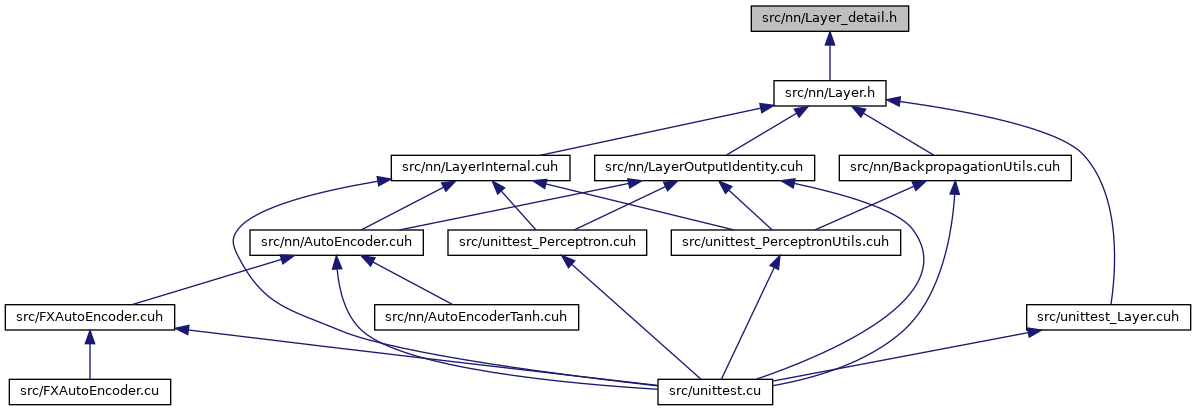 src/nn/Layer_detail.h
src/nn/Layer.h
src/nn/LayerInternal.cuh
src/nn/LayerOutputIdentity.cuh
src/nn/BackpropagationUtils.cuh
src/nn/AutoEncoder.cuh
src/unittest_Perceptron.cuh
src/unittest_PerceptronUtils.cuh
src/FXAutoEncoder.cuh
src/nn/AutoEncoderTanh.cuh
src/unittest_Layer.cuh
src/FXAutoEncoder.cu
src/unittest.cu